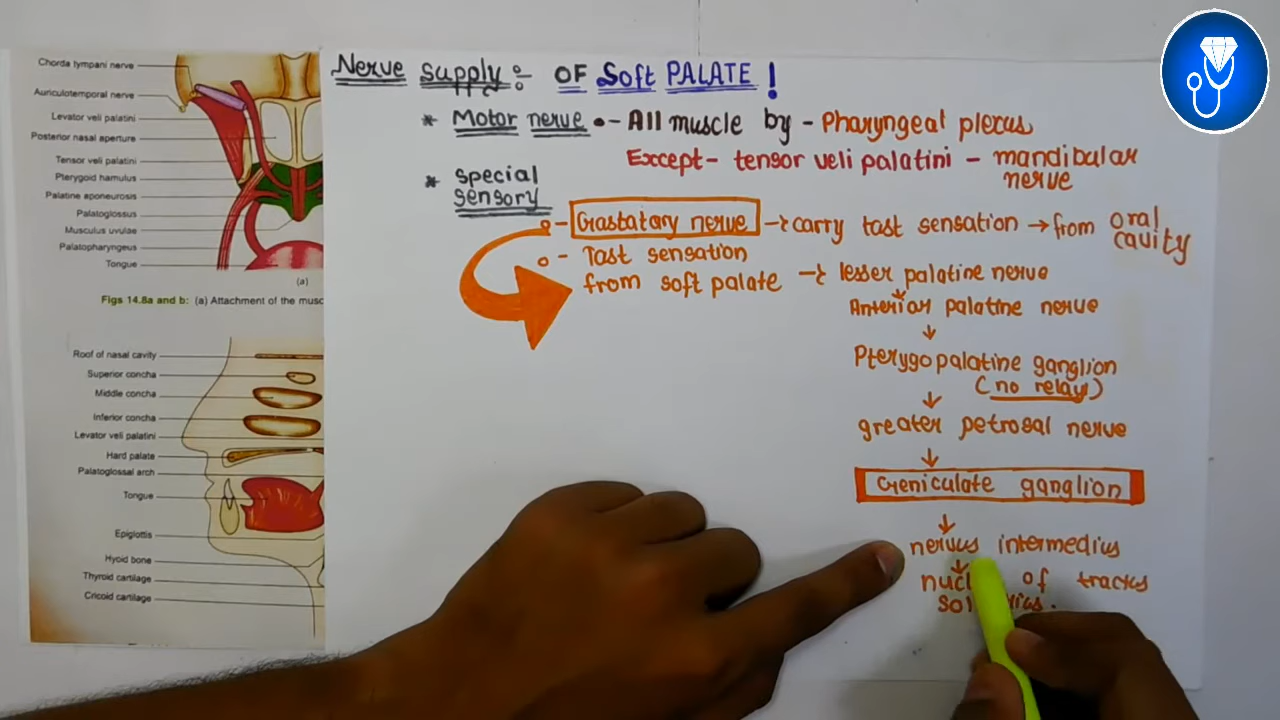 Chorda tympani nerve
Auriculotemporal nerve
Levator veli palatini
Posterior nasal aperture
Tensor veli palatini
Pterygoid hamulus
Palatine aponeurosis
Palatoglossus
Musculus uvulae
Palatopharyngeus
Tongue
(a)
Figs 14.8a and b: (a) Attachment of the musc
Roof of nasal cavity
Superior concha
Middle concha
Inferior concha
Levator veli palatini
Hard palate
Palatoglossal arch
Tongue
Epiglottis
Hyoid bone
Thyroid cartilage
Cricoid cartilage
Nerve supply :- OF Soft PALATE !
* Motor nerve •- All muscle by - Pharyngeal plexus
Except - tensor veli palatini - mandibular
nerve
* special
sensory
Gastatary nerve → carry tast sensation → from oral
cavity
- Tast sensation
from soft palate → lesser palatine nerve
↓
Anterior palatine nerve
↓
Pterygopalatine ganglion
(no relay)
↓
greater petrosal nerve
↓
Geniculate ganglion
↓
nervus intermedius
↓
of tractus